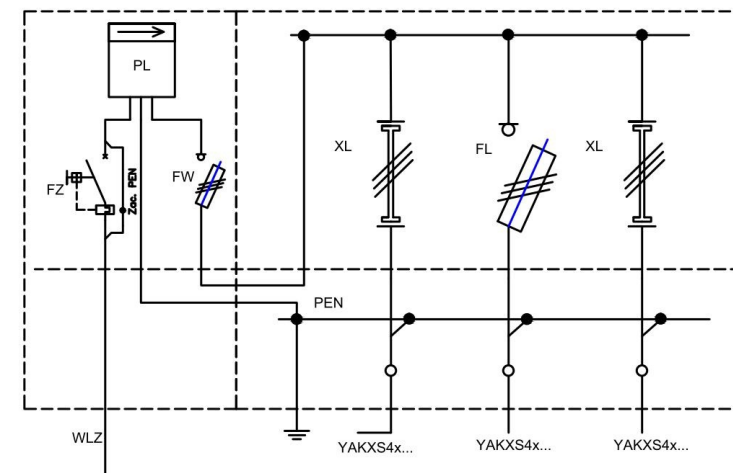 PL
XL
FL
XL
FW
FZ
Zac. PEN
PEN
WLZ
YAKXS4x...
YAKXS4x...
YAKXS4x...